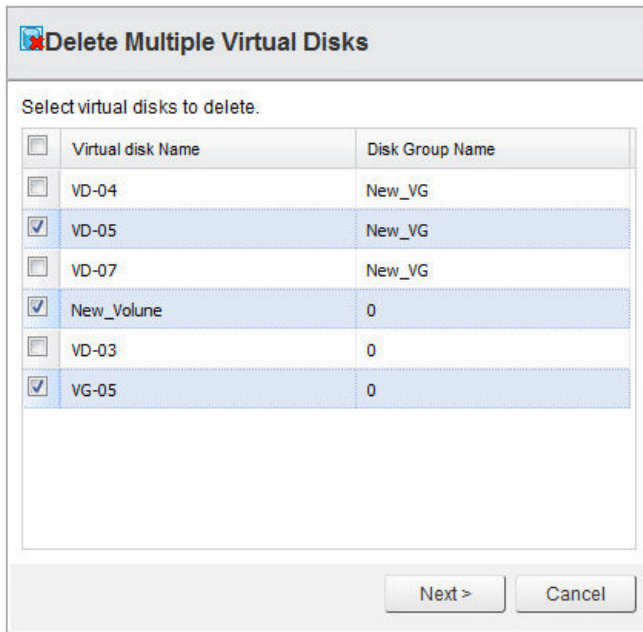 Delete Multiple Virtual Disks
Select virtual disks to delete.
Virtual disk Name Disk Group Name
VD-04 New_VG
VD-05 New_VG
VD-07 New_VG
New_Volune 0
VD-03 0
VG-05 0
Next > Cancel